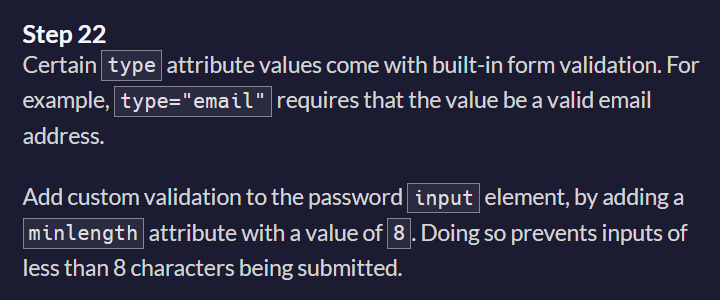 Step 22
Certain type attribute values come with built-in form validation. For
example, type="email" requires that the value be a valid email
address.
Add custom validation to the password input element, by adding a
minlength attribute with a value of 8. Doing so prevents inputs of
less than 8 characters being submitted.